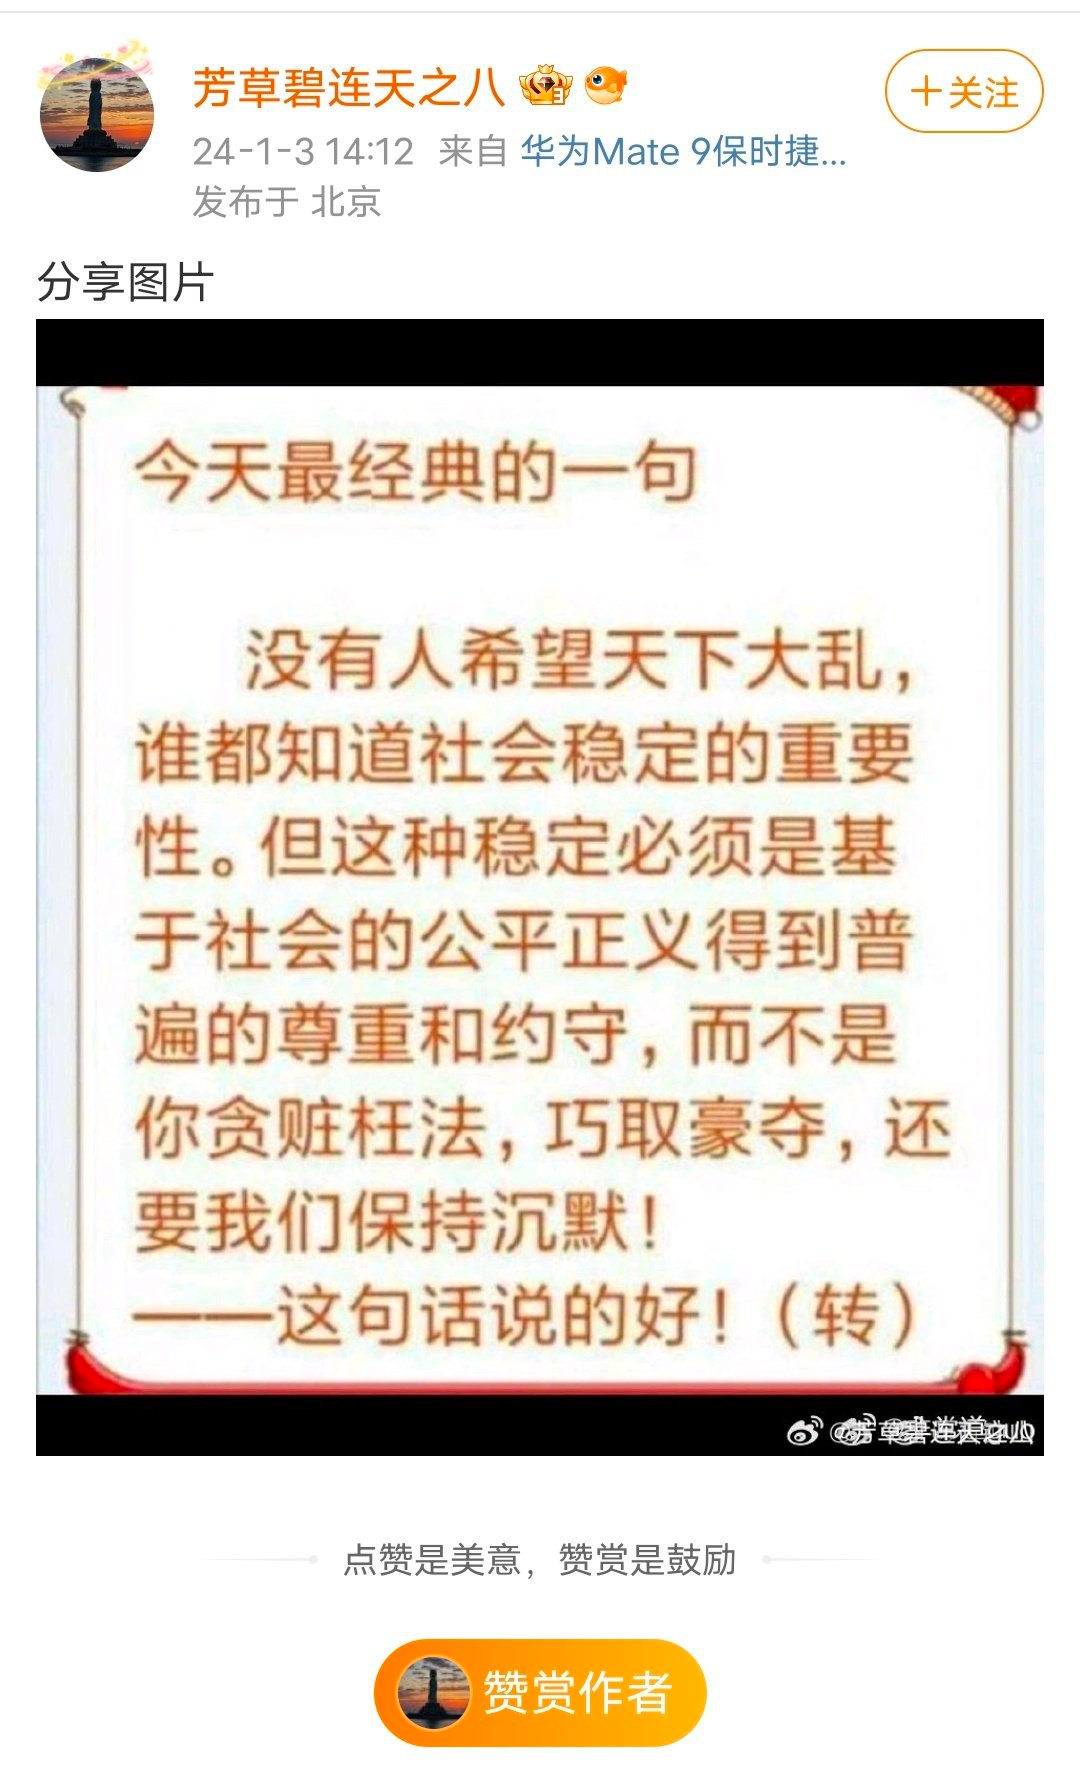 芳草碧连天之八
+关注
24-1-3 14:12 来自 华为Mate 9保时捷...
发布于 北京
分享图片
今天最经典的一句
没有人希望天下大乱，
谁都知道社会稳定的重要
性。但这种稳定必须是基
于社会的公平正义得到普
遍的尊重和约守，而不是
你贪赃枉法，巧取豪夺，还
要我们保持沉默！
——这句话说的好！（转）
点赞是美意，赞赏是鼓励
赞赏作者